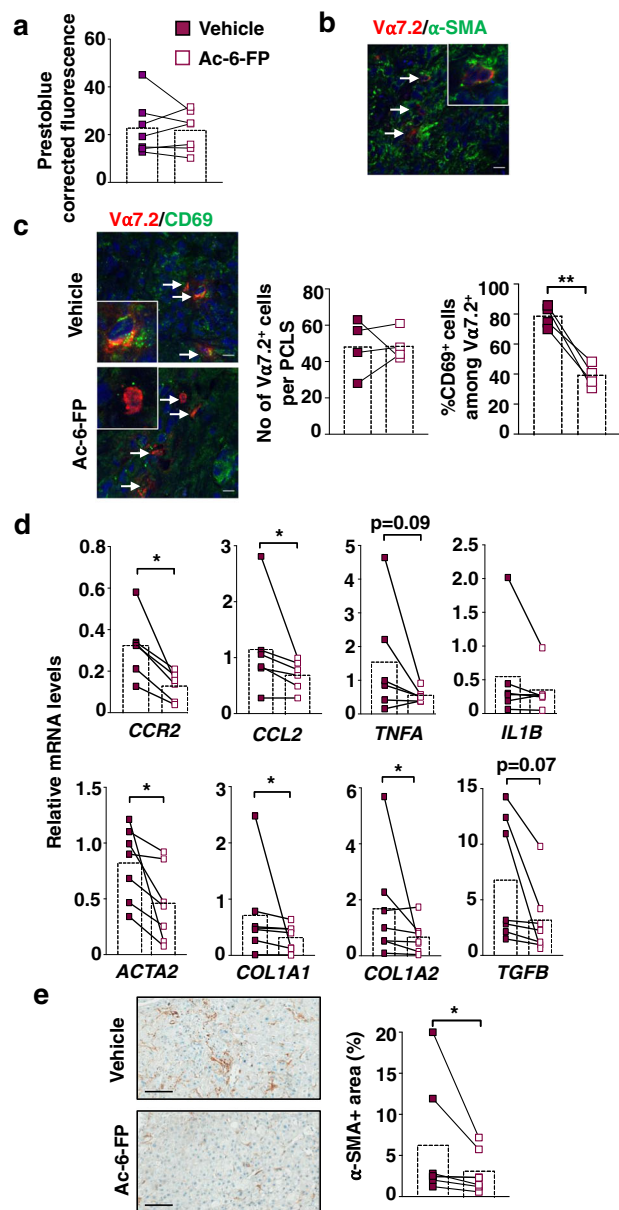 a
Vehicle
Ac-6-FP
Prestoblue
corrected fluorescence
60
40
20
0
b
Vα7.2/α-SMA
c
Vα7.2/CD69
Vehicle
Ac-6-FP
No of Vα7.2+ cells
per PCLS
80
60
40
20
0
%CD69+ cells
among Vα7.2+
100
80
60
40
20
0
**
d
Relative mRNA levels
0.8
0.6
0.4
0.2
0
*
CCR2
3
2
1
0
*
CCL2
p=0.09
5
4
3
2
1
0
TNFA
2.5
2.0
1.5
1.0
0.5
0
IL1B
1.5
1.0
0.5
0
*
ACTA2
3
2
1
0
*
COL1A1
6
4
2
0
*
COL1A2
p=0.07
15
10
5
0
TGFB
e
Vehicle
Ac-6-FP
α-SMA+ area (%)
20
15
10
5
0
*